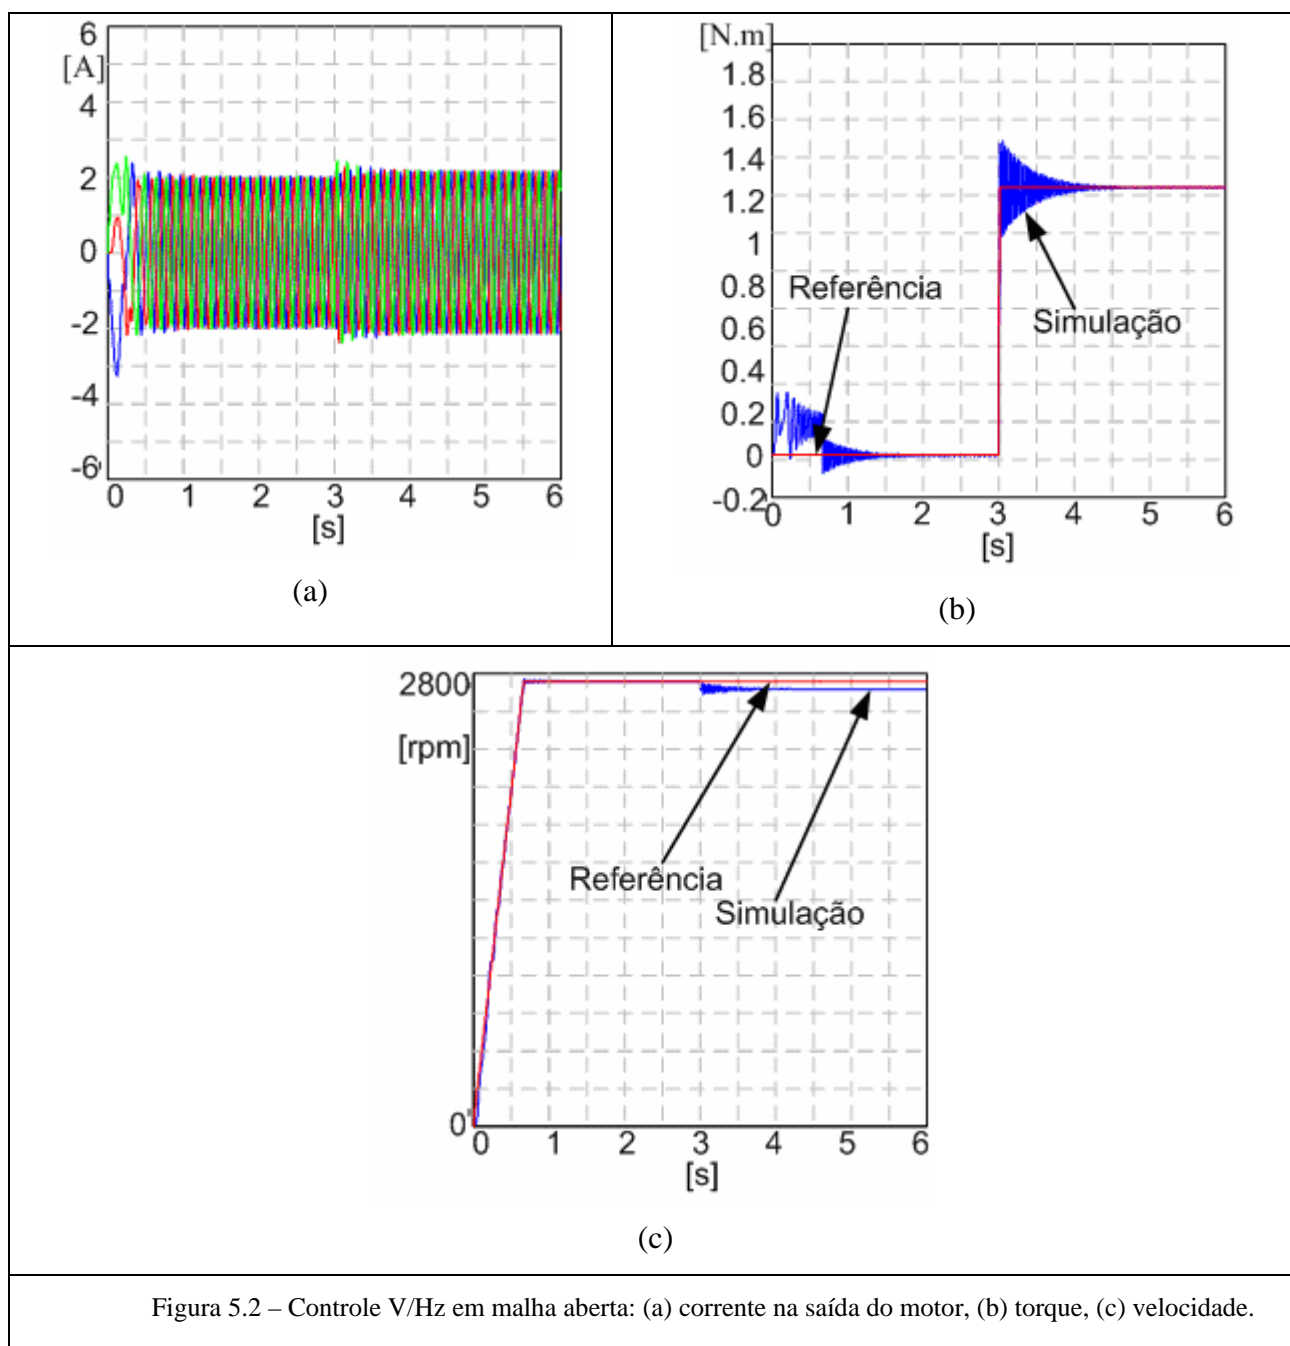 6
[A]
4
2
0
-2
-4
-6
0 1 2 3 4 5 6
[s]
(a)
[N.m]
1.8
1.6
1.4
1.2
1
0.8
0.6
0.4
0.2
0
-0.2
Referência
Simulação
0 1 2 3 4 5 6
[s]
(b)
2800
[rpm]
0
Referência
Simulação
0 1 2 3 4 5 6
[s]
(c)
Figura 5.2 – Controle V/Hz em malha aberta: (a) corrente na saída do motor, (b) torque, (c) velocidade.